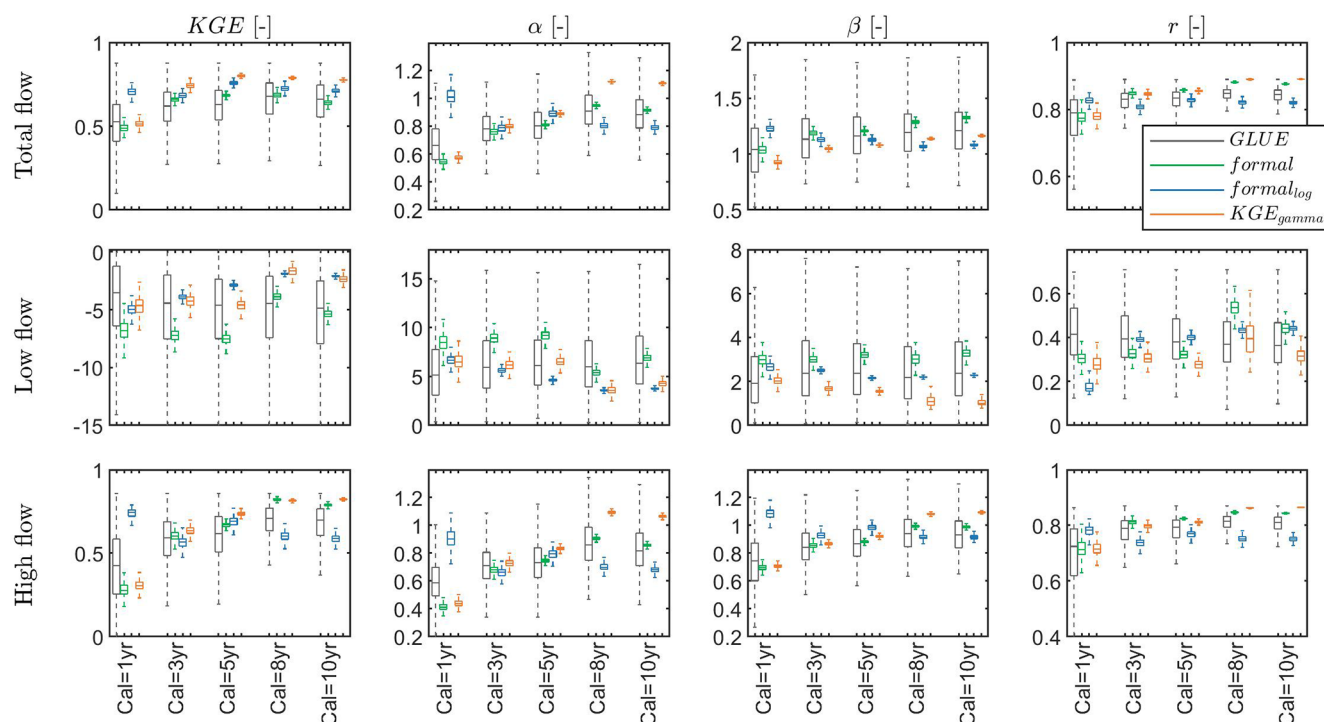 KGE [-]
α [-]
β [-]
r [-]
Total flow
1
0.5
0
1.2
1
0.8
0.6
0.4
0.2
2
1.5
1
0.5
1
0.8
0.6
GLUE
formal
formal_log
KGE_gamma
Low flow
0
-5
-10
-15
15
10
5
0
8
6
4
2
0
0.6
0.4
0.2
0
High flow
1
0.5
0
1.2
1
0.8
0.6
0.4
0.2
1.2
1
0.8
0.6
0.4
0.2
1
0.8
0.6
0.4
Cal=1yr
Cal=3yr
Cal=5yr
Cal=8yr
Cal=10yr
Cal=1yr
Cal=3yr
Cal=5yr
Cal=8yr
Cal=10yr
Cal=1yr
Cal=3yr
Cal=5yr
Cal=8yr
Cal=10yr
Cal=1yr
Cal=3yr
Cal=5yr
Cal=8yr
Cal=10yr